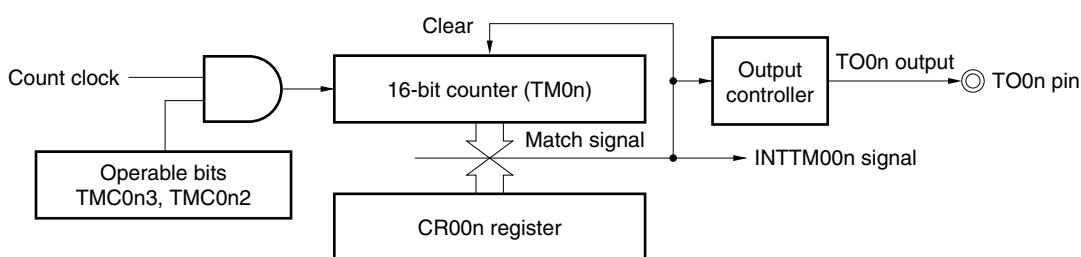 Clear
Count clock
16-bit counter (TM0n)
Output
controller
TO0n output
TO0n pin
Match signal
INTTM00n signal
Operable bits
TMC0n3, TMC0n2
CR00n register